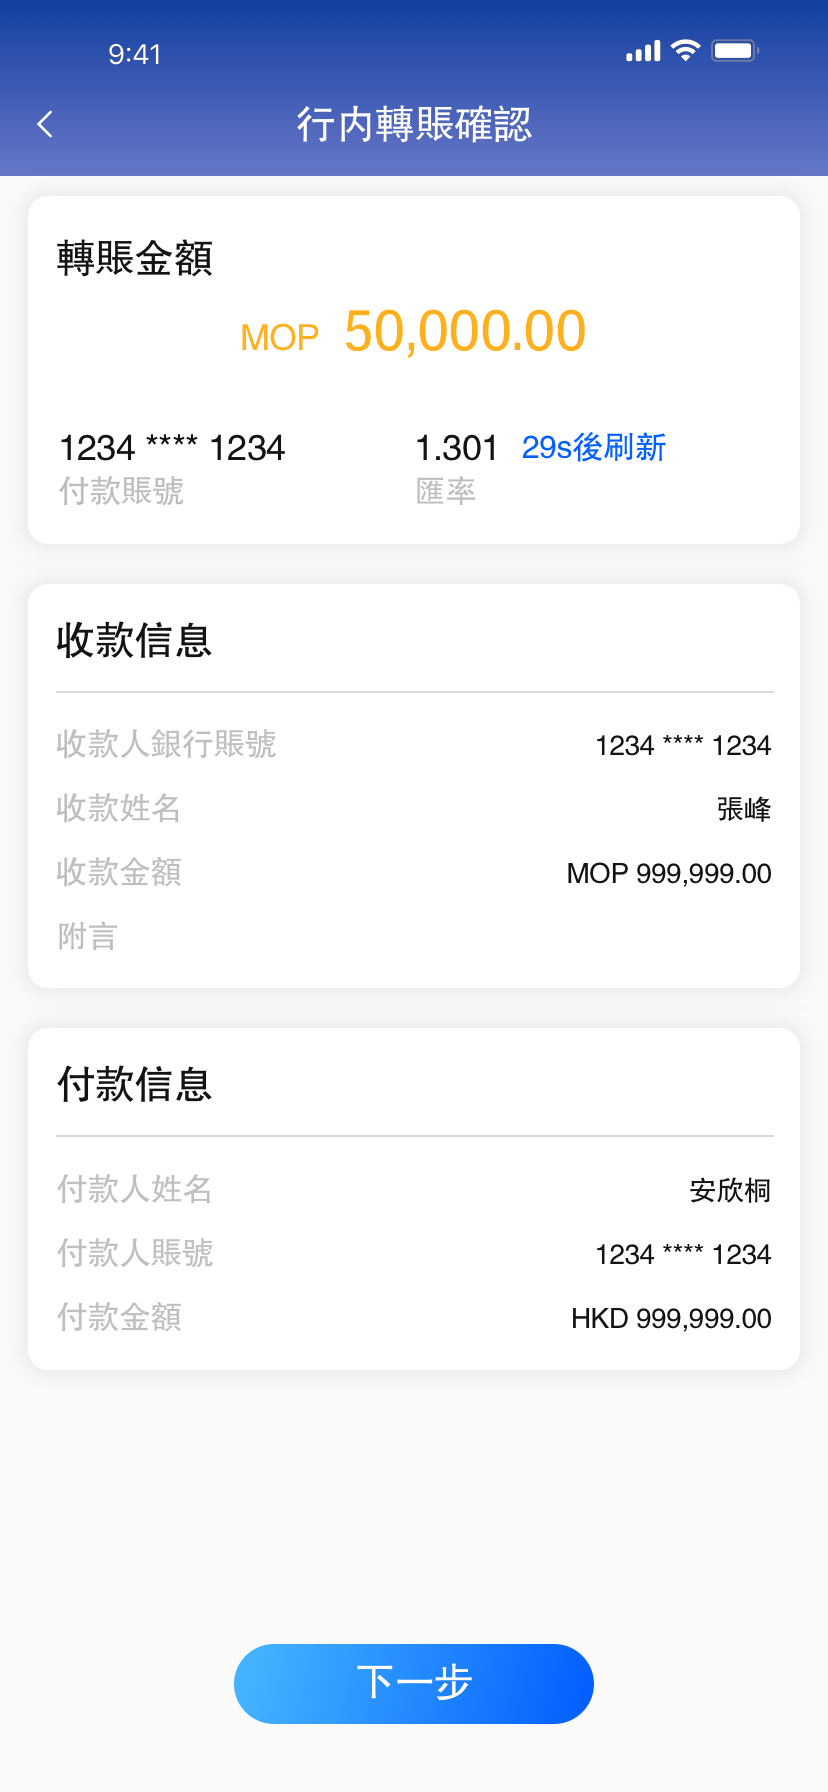 9:41
行内轉賬確認
轉賬金額
MOP 50,000.00
1234 **** 1234 1.301 29s後刷新
付款賬號 匯率
收款信息
收款人銀行賬號 1234 **** 1234
收款姓名 張峰
收款金額 MOP 999,999.00
附言
付款信息
付款人姓名 安欣桐
付款人賬號 1234 **** 1234
付款金額 HKD 999,999.00
下一步